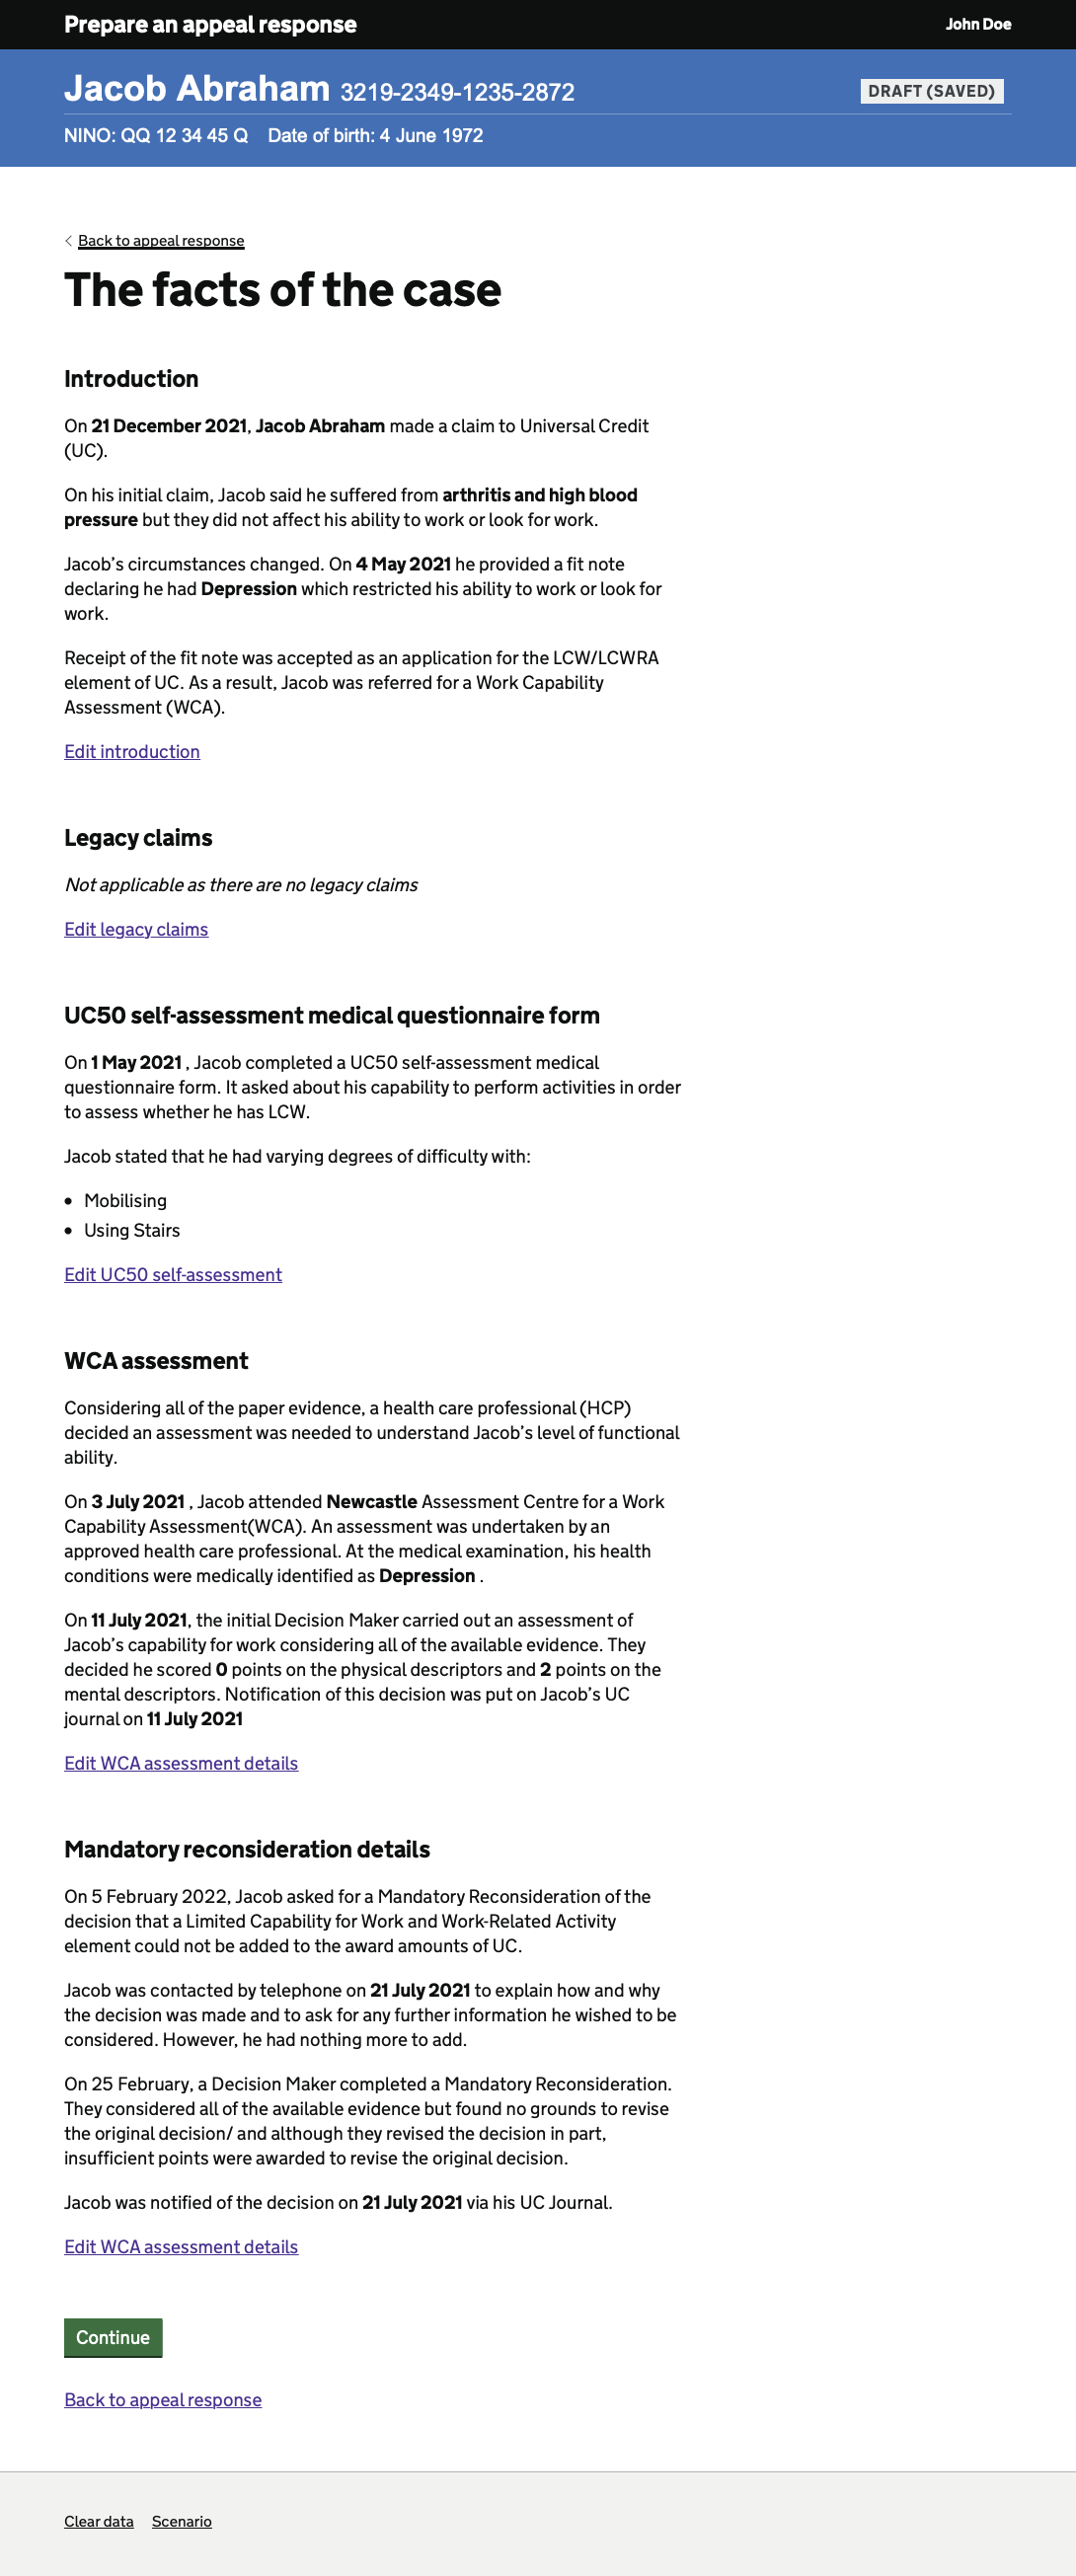 Prepare an appeal response
John Doe
Jacob Abraham 3219-2349-1235-2872
DRAFT (SAVED)
NINO: QQ 12 34 45 Q Date of birth: 4 June 1972
Back to appeal response
The facts of the case
Introduction
On 21 December 2021, Jacob Abraham made a claim to Universal Credit
(UC).
On his initial claim, Jacob said he suffered from arthritis and high blood
pressure but they did not affect his ability to work or look for work.
Jacob’s circumstances changed. On 4 May 2021 he provided a fit note
declaring he had Depression which restricted his ability to work or look for
work.
Receipt of the fit note was accepted as an application for the LCW/LCWRA
element of UC. As a result, Jacob was referred for a Work Capability
Assessment (WCA).
Edit introduction
Legacy claims
Not applicable as there are no legacy claims
Edit legacy claims
UC50 self-assessment medical questionnaire form
On 1 May 2021 , Jacob completed a UC50 self-assessment medical
questionnaire form. It asked about his capability to perform activities in order
to assess whether he has LCW.
Jacob stated that he had varying degrees of difficulty with:
• Mobilising
• Using Stairs
Edit UC50 self-assessment
WCA assessment
Considering all of the paper evidence, a health care professional (HCP)
decided an assessment was needed to understand Jacob’s level of functional
ability.
On 3 July 2021 , Jacob attended Newcastle Assessment Centre for a Work
Capability Assessment(WCA). An assessment was undertaken by an
approved health care professional. At the medical examination, his health
conditions were medically identified as Depression .
On 11 July 2021, the initial Decision Maker carried out an assessment of
Jacob’s capability for work considering all of the available evidence. They
decided he scored 0 points on the physical descriptors and 2 points on the
mental descriptors. Notification of this decision was put on Jacob’s UC
journal on 11 July 2021
Edit WCA assessment details
Mandatory reconsideration details
On 5 February 2022, Jacob asked for a Mandatory Reconsideration of the
decision that a Limited Capability for Work and Work-Related Activity
element could not be added to the award amounts of UC.
Jacob was contacted by telephone on 21 July 2021 to explain how and why
the decision was made and to ask for any further information he wished to be
considered. However, he had nothing more to add.
On 25 February, a Decision Maker completed a Mandatory Reconsideration.
They considered all of the available evidence but found no grounds to revise
the original decision/ and although they revised the decision in part,
insufficient points were awarded to revise the original decision.
Jacob was notified of the decision on 21 July 2021 via his UC Journal.
Edit WCA assessment details
Continue
Back to appeal response
Clear data Scenario